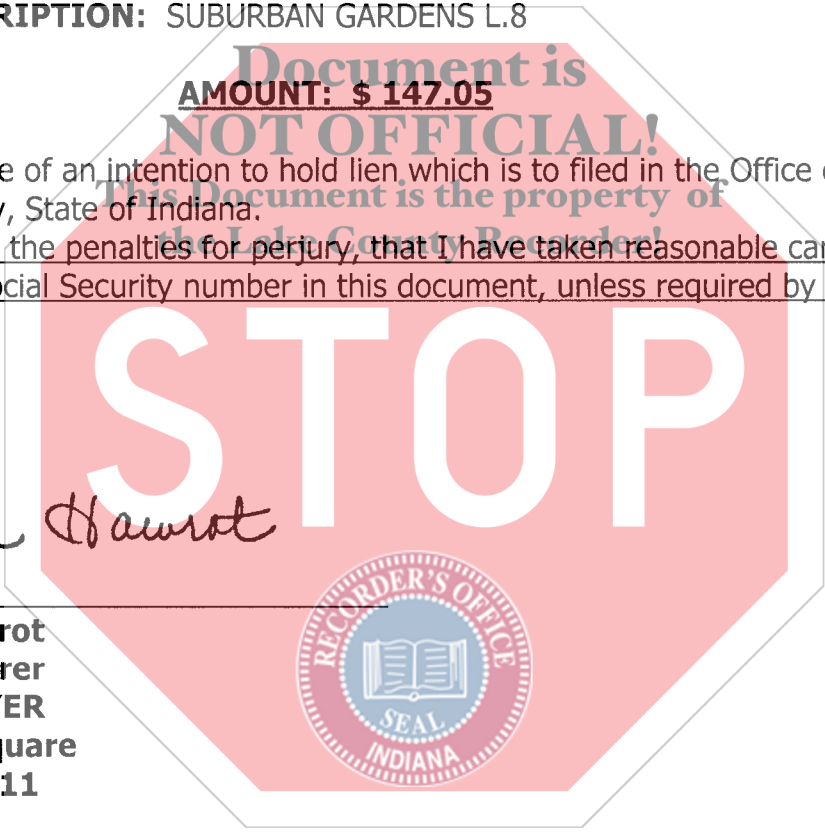 RIPTION: SUBURBAN GARDENS L.8
Document is
AMOUNT: $ 147.05
NOT OFFICIAL!
e of an intention to hold lien which is to filed in the Office
This Document is the property of
, State of Indiana.
the Lake County Recorder!
the penalties for perjury, that I have taken reasonable
cial Security number in this document, unless required by
STOP
Hawrot
RECORDER'S OFFICE
SEAL
INDIANA
rot
rer
YER
quare
11